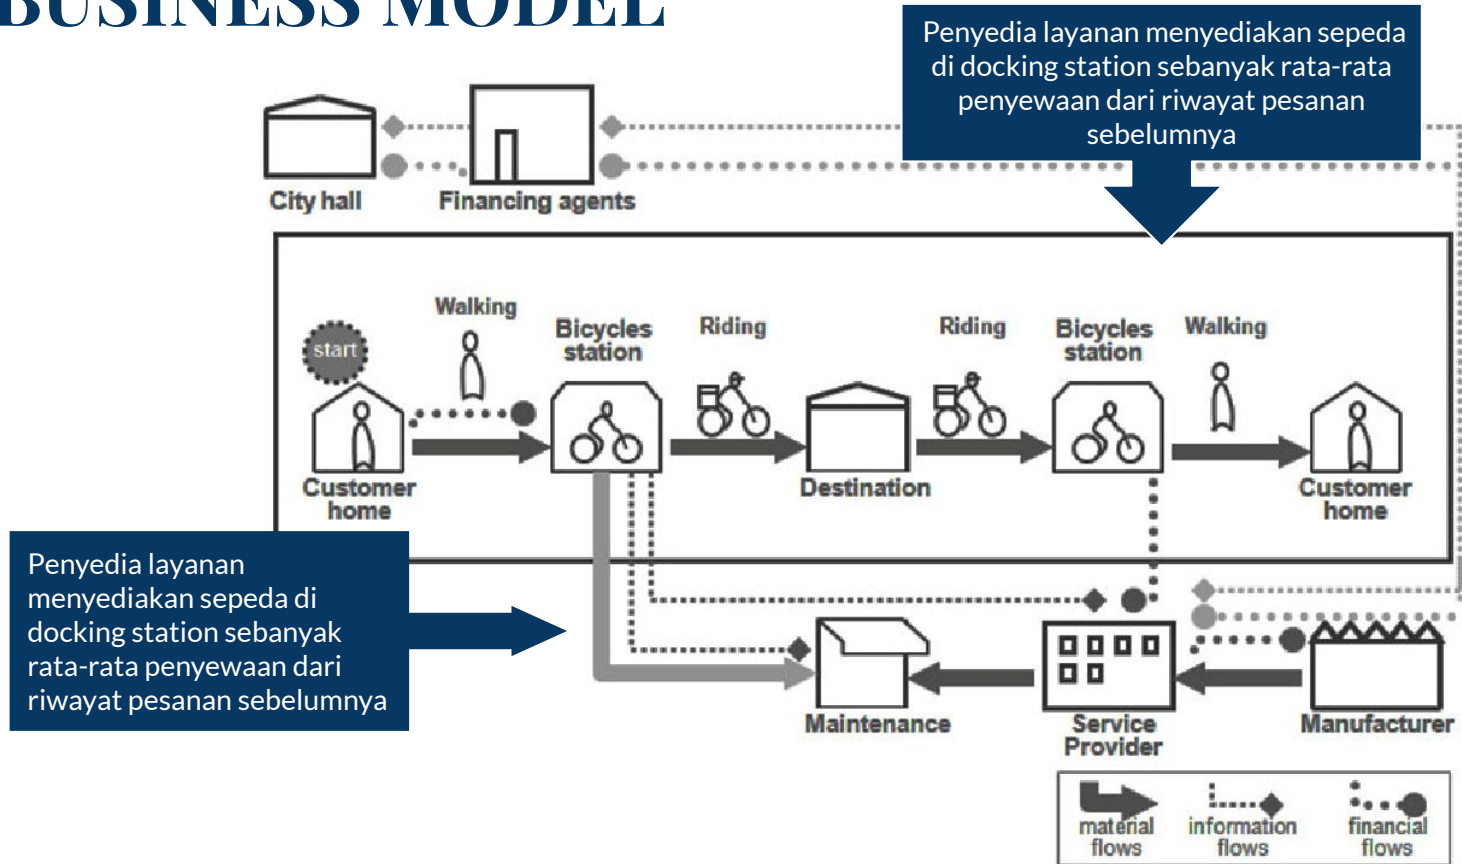 BUSINESS MODEL
Penyedia layanan menyediakan sepeda
di docking station sebanyak rata-rata
penyewaan dari riwayat pesanan
sebelumnya
City hall
Financing agents
start
Walking
Bicycles
station
Riding
Riding
Bicycles
station
Walking
Customer
home
Destination
Customer
home
Penyedia layanan
menyediakan sepeda di
docking station sebanyak
rata-rata penyewaan dari
riwayat pesanan sebelumnya
Maintenance
Service
Provider
Manufacturer
material
flows
information
flows
financial
flows